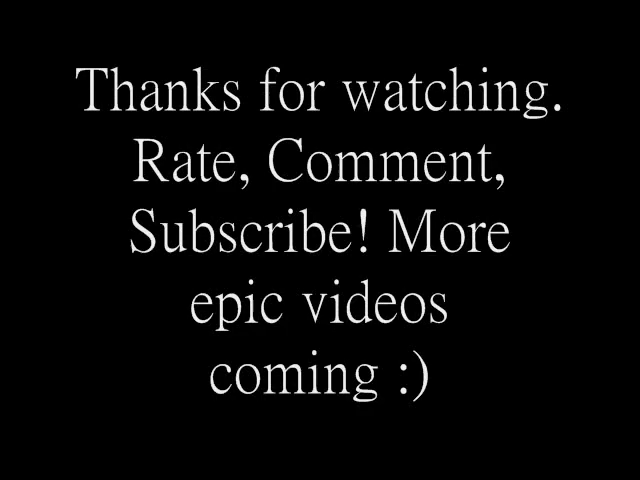 Thanks for watching.
Rate, Comment,
Subscribe! More
epic videos
coming :)